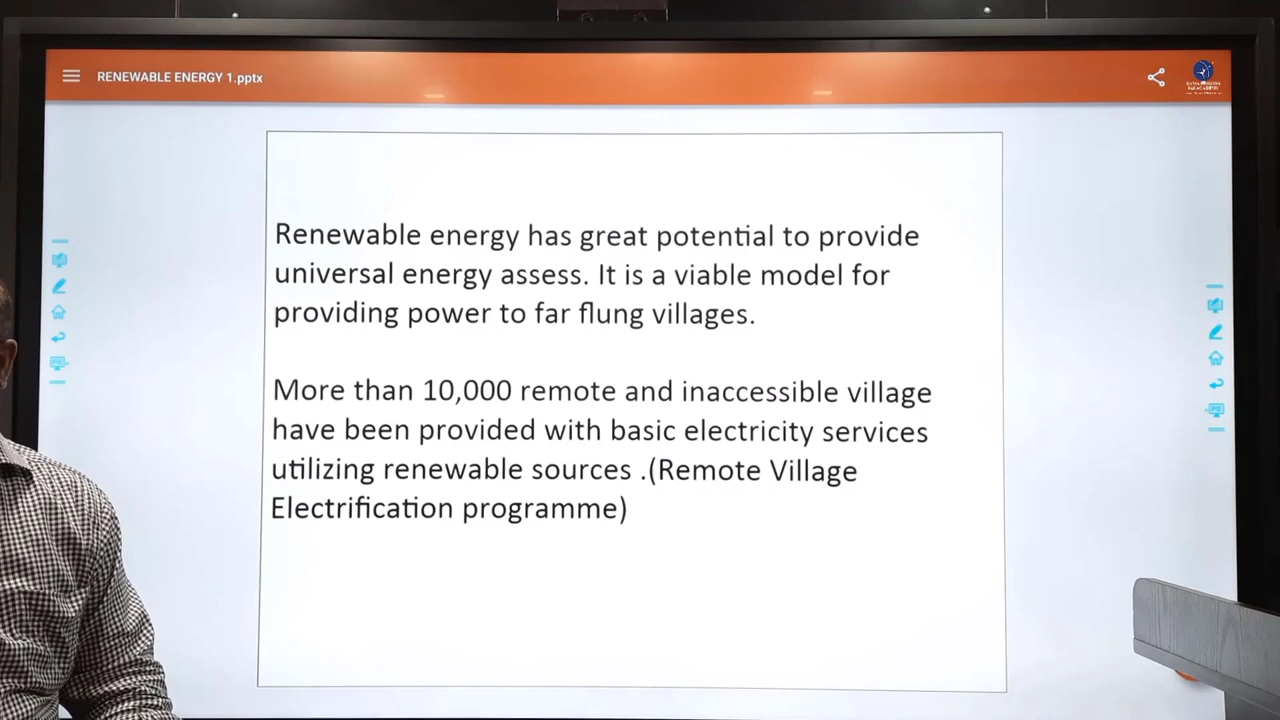 RENEWABLE ENERGY 1.pptx
Renewable energy has great potential to provide
universal energy assess. It is a viable model for
providing power to far flung villages.
More than 10,000 remote and inaccessible village
have been provided with basic electricity services
utilizing renewable sources .(Remote Village
Electrification programme)